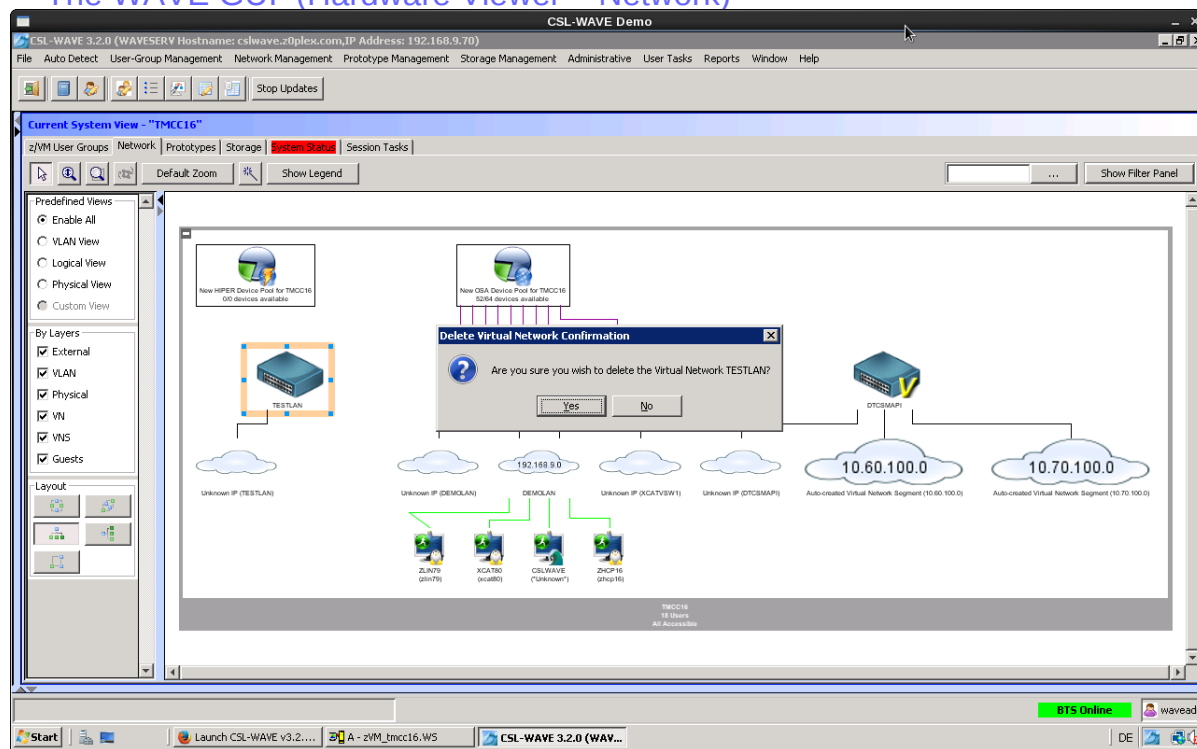 The WAVE GUI (Hardware Viewer – Network)
CSL-WAVE Demo
CSL-WAVE 3.2.0 (WAVESERV Hostname: cslwave.z0plex.com,IP Address: 192.168.9.70)
File Auto Detect User-Group Management Network Management Prototype Management Storage Management Administrative User Tasks Reports Window Help
Stop Updates
Current System View - "TMCC16"
z/VM User Groups Network Prototypes Storage System Status Session Tasks
Default Zoom Show Legend ... Show Filter Panel
Predefined Views
Enable All
VLAN View
Logical View
Physical View
Custom View
By Layers
External
VLAN
Physical
VN
VNS
Guests
Layout
New HIPER Device Pool for TMCC16
0/0 devices available
New OSA Device Pool for TMCC16
52/64 devices available
Delete Virtual Network Confirmation
Are you sure you wish to delete the Virtual Network TESTLAN?
Yes No
TESTLAN
DTCSMAPI
192.168.9.0
10.60.100.0
10.70.100.0
Unknown IP (TESTLAN)
Unknown IP (DEMOLAN)
DEMOLAN
Unknown IP (XCATVSW1)
Unknown IP (DTCSMAPI)
Auto-created Virtual Network Segment (10.60.100.0)
Auto-created Virtual Network Segment (10.70.100.0)
ZLIN79
(zlin79)
XCAT80
(xcat80)
CSLWAVE
("Unknown")
ZHCP16
(zhcp16)
TMCC16
18 Users
All Accessible
BTS Online
wavead
Start
Launch CSL-WAVE v3.2....
A - zVM_tmcc16.WS
CSL-WAVE 3.2.0 (WAV...
DE